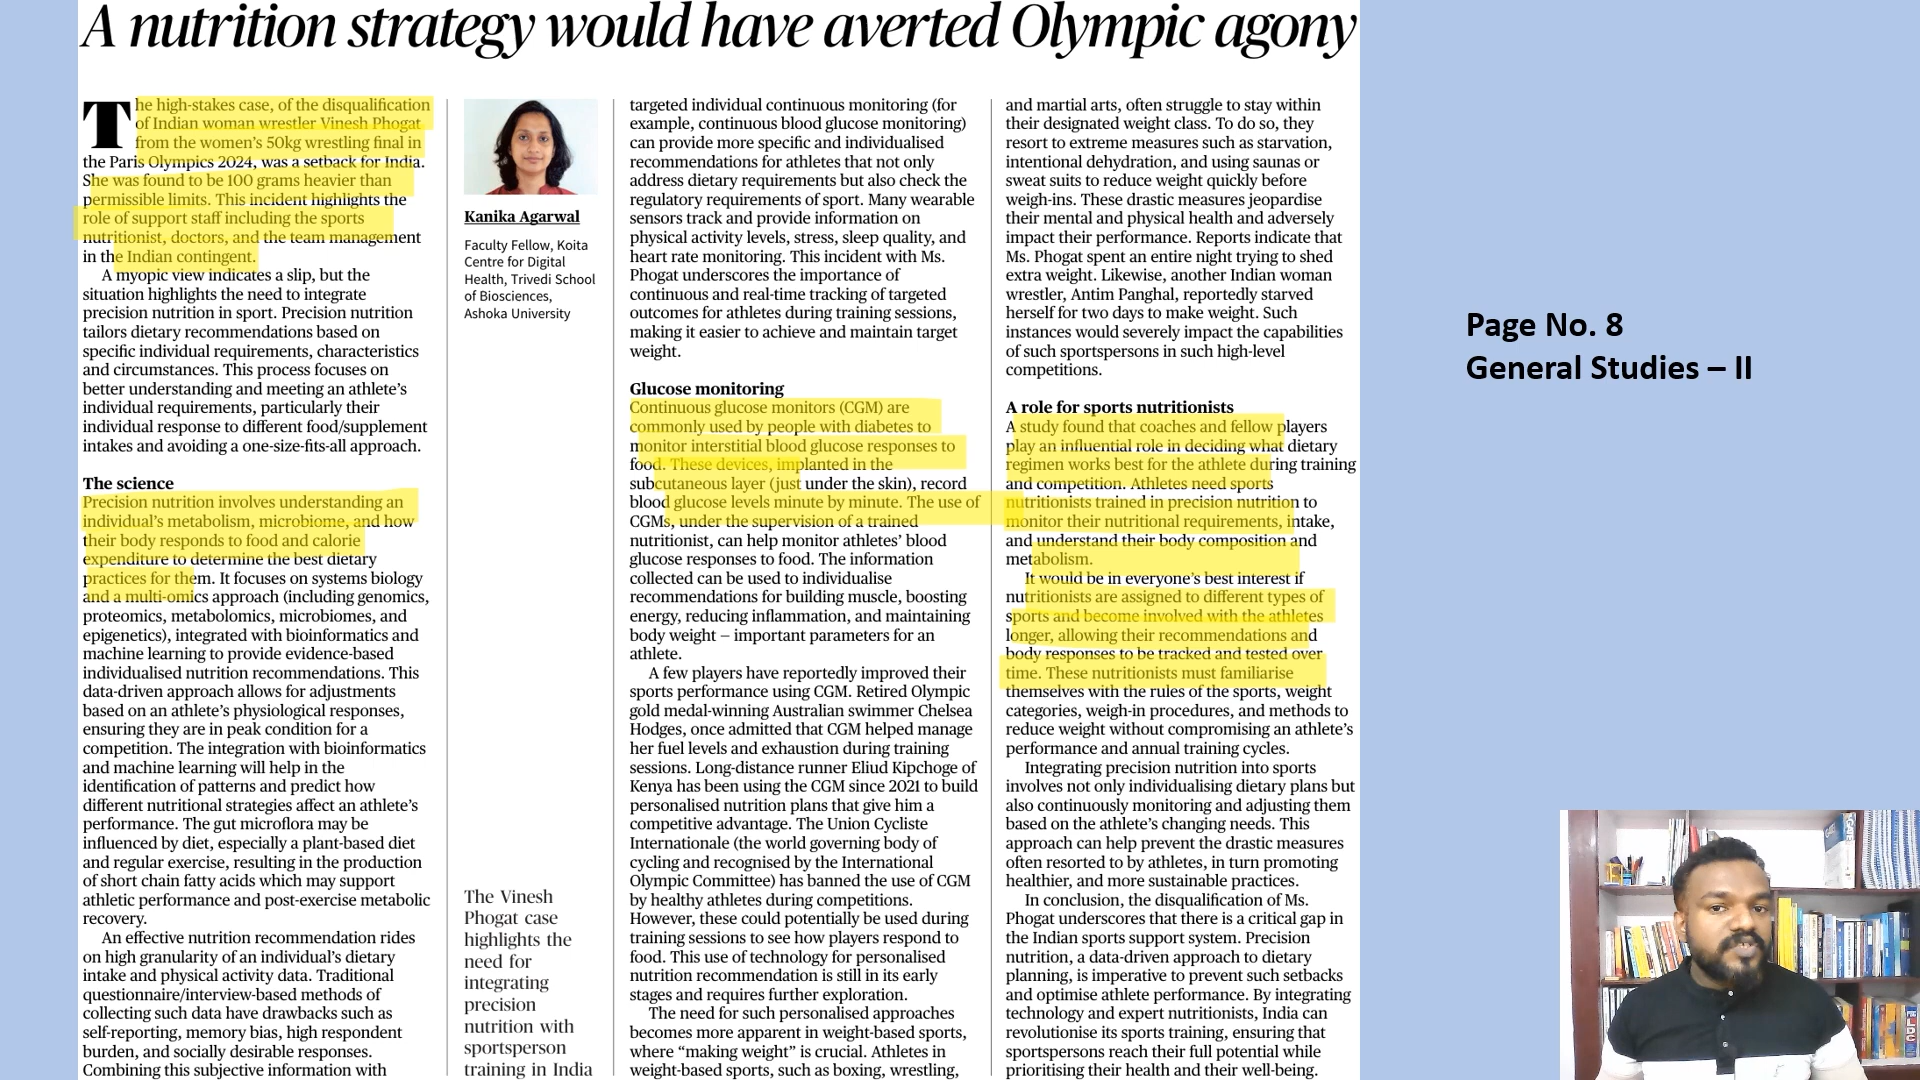 A nutrition strategy would have averted Olympic agony
The high-stakes case, of the disqualification
of Indian woman wrestler Vinesh Phogat
from the women's 50kg wrestling final in
the Paris Olympics 2024, was a setback for India.
She was found to be 100 grams heavier than
permissible limits. This incident highlights the
role of support staff including the sports
nutritionist, doctors, and the team management
in the Indian contingent.
A myopic view indicates a slip, but the
situation highlights the need to integrate
precision nutrition in sport. Precision nutrition
tailors dietary recommendations based on
specific individual requirements, characteristics
and circumstances. This process focuses on
better understanding and meeting an athlete's
individual requirements, particularly their
individual response to different food/supplement
intakes and avoiding a one-size-fits-all approach.
The science
Precision nutrition involves understanding an
individual's metabolism, microbiome, and how
their body responds to food and calorie
expenditure to determine the best dietary
practices for them. It focuses on systems biology
and a multi-omics approach (including genomics,
proteomics, metabolomics, microbiomes, and
epigenetics), integrated with bioinformatics and
machine learning to provide evidence-based
individualised nutrition recommendations. This
data-driven approach allows for adjustments
based on an athlete's physiological responses,
ensuring they are in peak condition for a
competition. The integration with bioinformatics
and machine learning will help in the
identification of patterns and predict how
different nutritional strategies affect an athlete's
performance. The gut microflora may be
influenced by diet, especially a plant-based diet
and regular exercise, resulting in the production
of short chain fatty acids which may support
athletic performance and post-exercise metabolic
recovery.
An effective nutrition recommendation rides
on high granularity of an individual's dietary
intake and physical activity data. Traditional
questionnaire/interview-based methods of
collecting such data have drawbacks such as
self-reporting, memory bias, high respondent
burden, and socially desirable responses.
Combining this subjective information with
Kanika Agarwal
Faculty Fellow, Koita
Centre for Digital
Health, Trivedi School
of Biosciences,
Ashoka University
The Vinesh
Phogat case
highlights the
need for
integrating
precision
nutrition with
sportsperson
training in India
targeted individual continuous monitoring (for
example, continuous blood glucose monitoring)
can provide more specific and individualised
recommendations for athletes that not only
address dietary requirements but also check the
regulatory requirements of sport. Many wearable
sensors track and provide information on
physical activity levels, stress, sleep quality, and
heart rate monitoring. This incident with Ms.
Phogat underscores the importance of
continuous and real-time tracking of targeted
outcomes for athletes during training sessions,
making it easier to achieve and maintain target
weight.
Glucose monitoring
Continuous glucose monitors (CGM) are
commonly used by people with diabetes to
monitor interstitial blood glucose responses to
food. These devices, implanted in the
subcutaneous layer (just under the skin), record
blood glucose levels minute by minute. The use of
CGMs, under the supervision of a trained
nutritionist, can help monitor athletes' blood
glucose responses to food. The information
collected can be used to individualise
recommendations for building muscle, boosting
energy, reducing inflammation, and maintaining
body weight — important parameters for an
athlete.
A few players have reportedly improved their
sports performance using CGM. Retired Olympic
gold medal-winning Australian swimmer Chelsea
Hodges, once admitted that CGM helped manage
her fuel levels and exhaustion during training
sessions. Long-distance runner Eliud Kipchoge of
Kenya has been using the CGM since 2021 to build
personalised nutrition plans that give him a
competitive advantage. The Union Cycliste
Internationale (the world governing body of
cycling and recognised by the International
Olympic Committee) has banned the use of CGM
by healthy athletes during competitions.
However, these could potentially be used during
training sessions to see how players respond to
food. This use of technology for personalised
nutrition recommendation is still in its early
stages and requires further exploration.
The need for such personalised approaches
becomes more apparent in weight-based sports,
where “making weight” is crucial. Athletes in
weight-based sports, such as boxing, wrestling,
and martial arts, often struggle to stay within
their designated weight class. To do so, they
resort to extreme measures such as starvation,
intentional dehydration, and using saunas or
sweat suits to reduce weight quickly before
weigh-ins. These drastic measures jeopardise
their mental and physical health and adversely
impact their performance. Reports indicate that
Ms. Phogat spent an entire night trying to shed
extra weight. Likewise, another Indian woman
wrestler, Antim Panghal, reportedly starved
herself for two days to make weight. Such
instances would severely impact the capabilities
of such sportspersons in such high-level
competitions.
A role for sports nutritionists
A study found that coaches and fellow players
play an influential role in deciding what dietary
regimen works best for the athlete during training
and competition. Athletes need sports
nutritionists trained in precision nutrition to
monitor their nutritional requirements, intake,
and understand their body composition and
metabolism.
It would be in everyone's best interest if
nutritionists are assigned to different types of
sports and become involved with the athletes
longer, allowing their recommendations and
body responses to be tracked and tested over
time. These nutritionists must familiarise
themselves with the rules of the sports, weight
categories, weigh-in procedures, and methods to
reduce weight without compromising an athlete's
performance and annual training cycles.
Integrating precision nutrition into sports
involves not only individualising dietary plans but
also continuously monitoring and adjusting them
based on the athlete's changing needs. This
approach can help prevent the drastic measures
often resorted to by athletes, in turn promoting
healthier, and more sustainable practices.
In conclusion, the disqualification of Ms.
Phogat underscores that there is a critical gap in
the Indian sports support system. Precision
nutrition, a data-driven approach to dietary
planning, is imperative to prevent such setbacks
and optimise athlete performance. By integrating
technology and expert nutritionists, India can
revolutionise its sports training, ensuring that
sportspersons reach their full potential while
prioritising their health and their well-being.
Page No. 8
General Studies – II